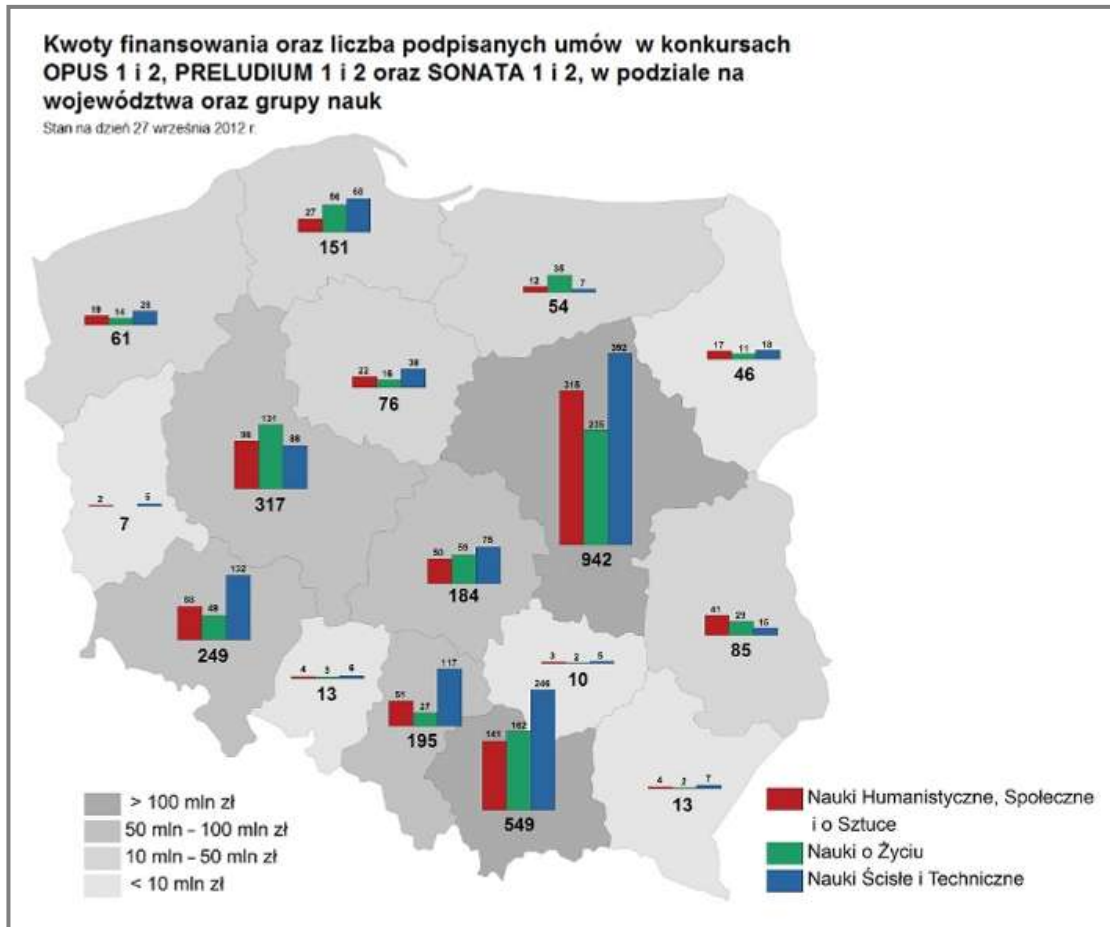 Kwoty finansowania oraz liczba podpisanych umów w konkursach
OPUS 1 i 2, PRELUDIUM 1 i 2 oraz SONATA 1 i 2, w podziale na
województwa oraz grupy nauk
Stan na dzień 27 września 2012 r.
27 56 68
151
12 35 7
54
19 14 28
61
17 11 18
46
22 16 38
76
315 235 392
942
98 131 88
317
2 5
7
50 59 75
184
68 49 132
249
41 29 15
85
4 3 6
13
3 2 5
10
51 27 117
195
141 162 246
549
4 2 7
13
> 100 mln zł
50 mln – 100 mln zł
10 mln – 50 mln zł
< 10 mln zł
Nauki Humanistyczne, Społeczne
i o Sztuce
Nauki o Życiu
Nauki Ścisłe i Techniczne